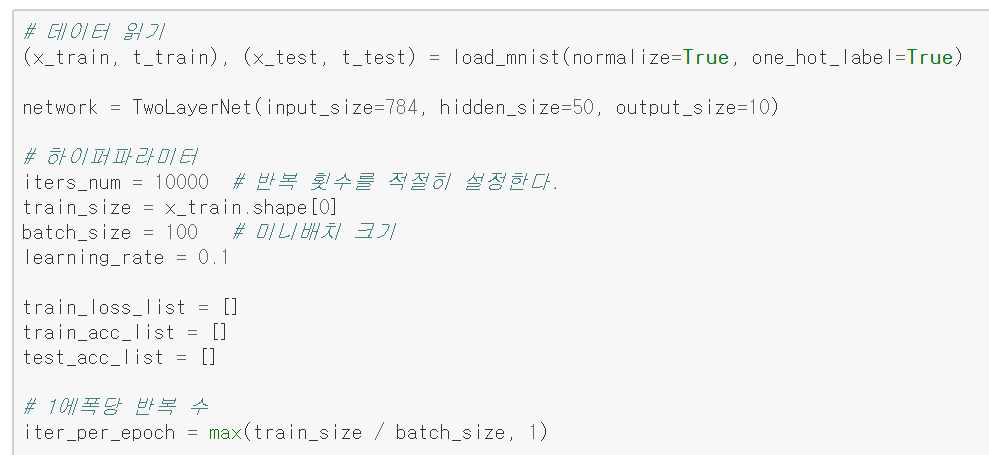 # 데이터 읽기
(x_train, t_train), (x_test, t_test) = load_mnist(normalize=True, one_hot_label=True)
network = TwoLayerNet(input_size=784, hidden_size=50, output_size=10)
# 하이퍼파라미터
iters_num = 10000  # 반복 횟수를 적절히 설정한다.
train_size = x_train.shape[0]
batch_size = 100   # 미니배치 크기
learning_rate = 0.1
train_loss_list = []
train_acc_list = []
test_acc_list = []
# 1에폭당 반복 수
iter_per_epoch = max(train_size / batch_size, 1)